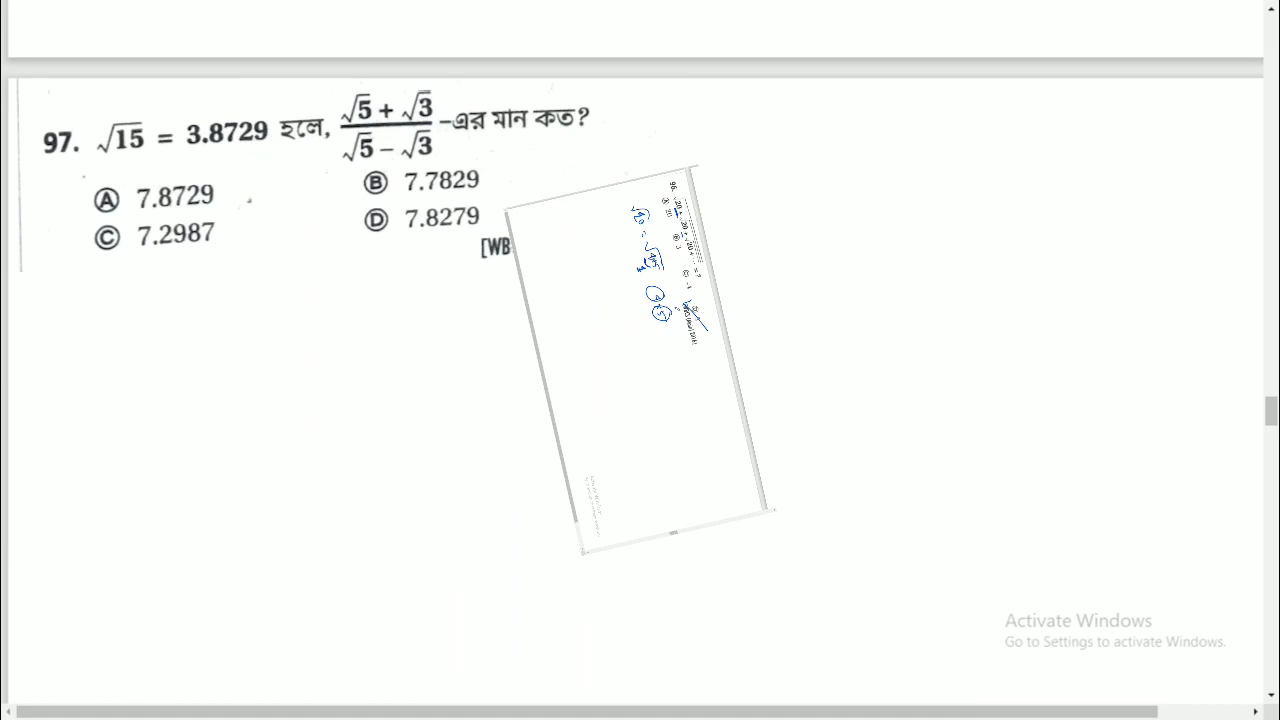 97. √15 = 3.8729 হলে, (√5 + √3)/(√5 − √3) –এর মান কত?
Ⓐ 7.8729 Ⓑ 7.7829
Ⓒ 7.2987 Ⓓ 7.8279
[WB
96.
Activate Windows
Go to Settings to activate Windows.